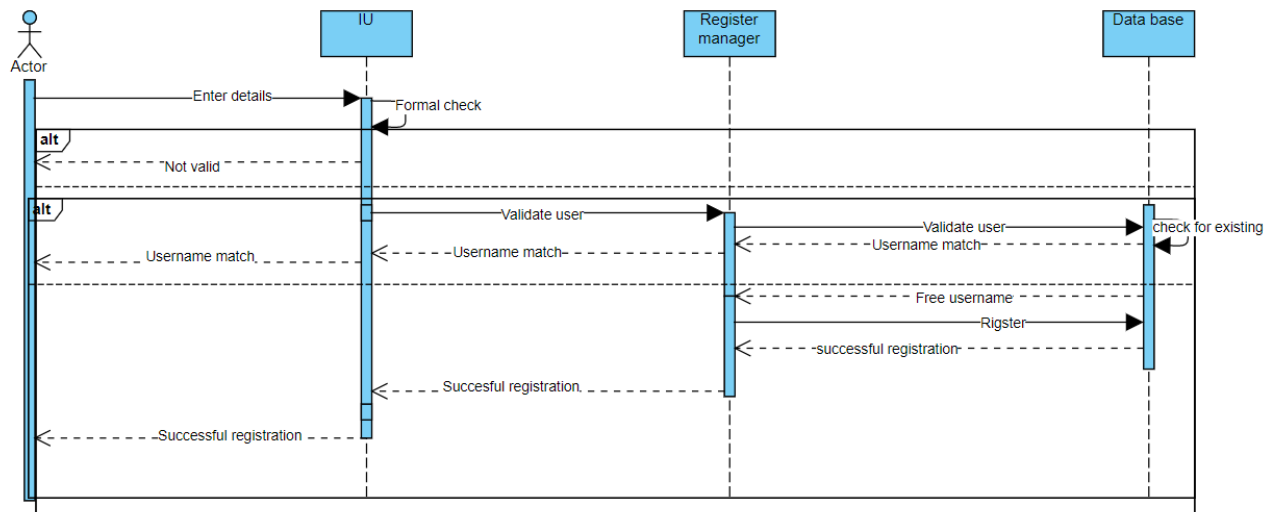 IU
Register
manager
Data base
Actor
Enter details
Formal check
alt
Not valid
alt
Validate user
Validate user
check for existing
Username match
Username match
Username match
Free username
Rigster
successful registration
Succesful registration
Successful registration